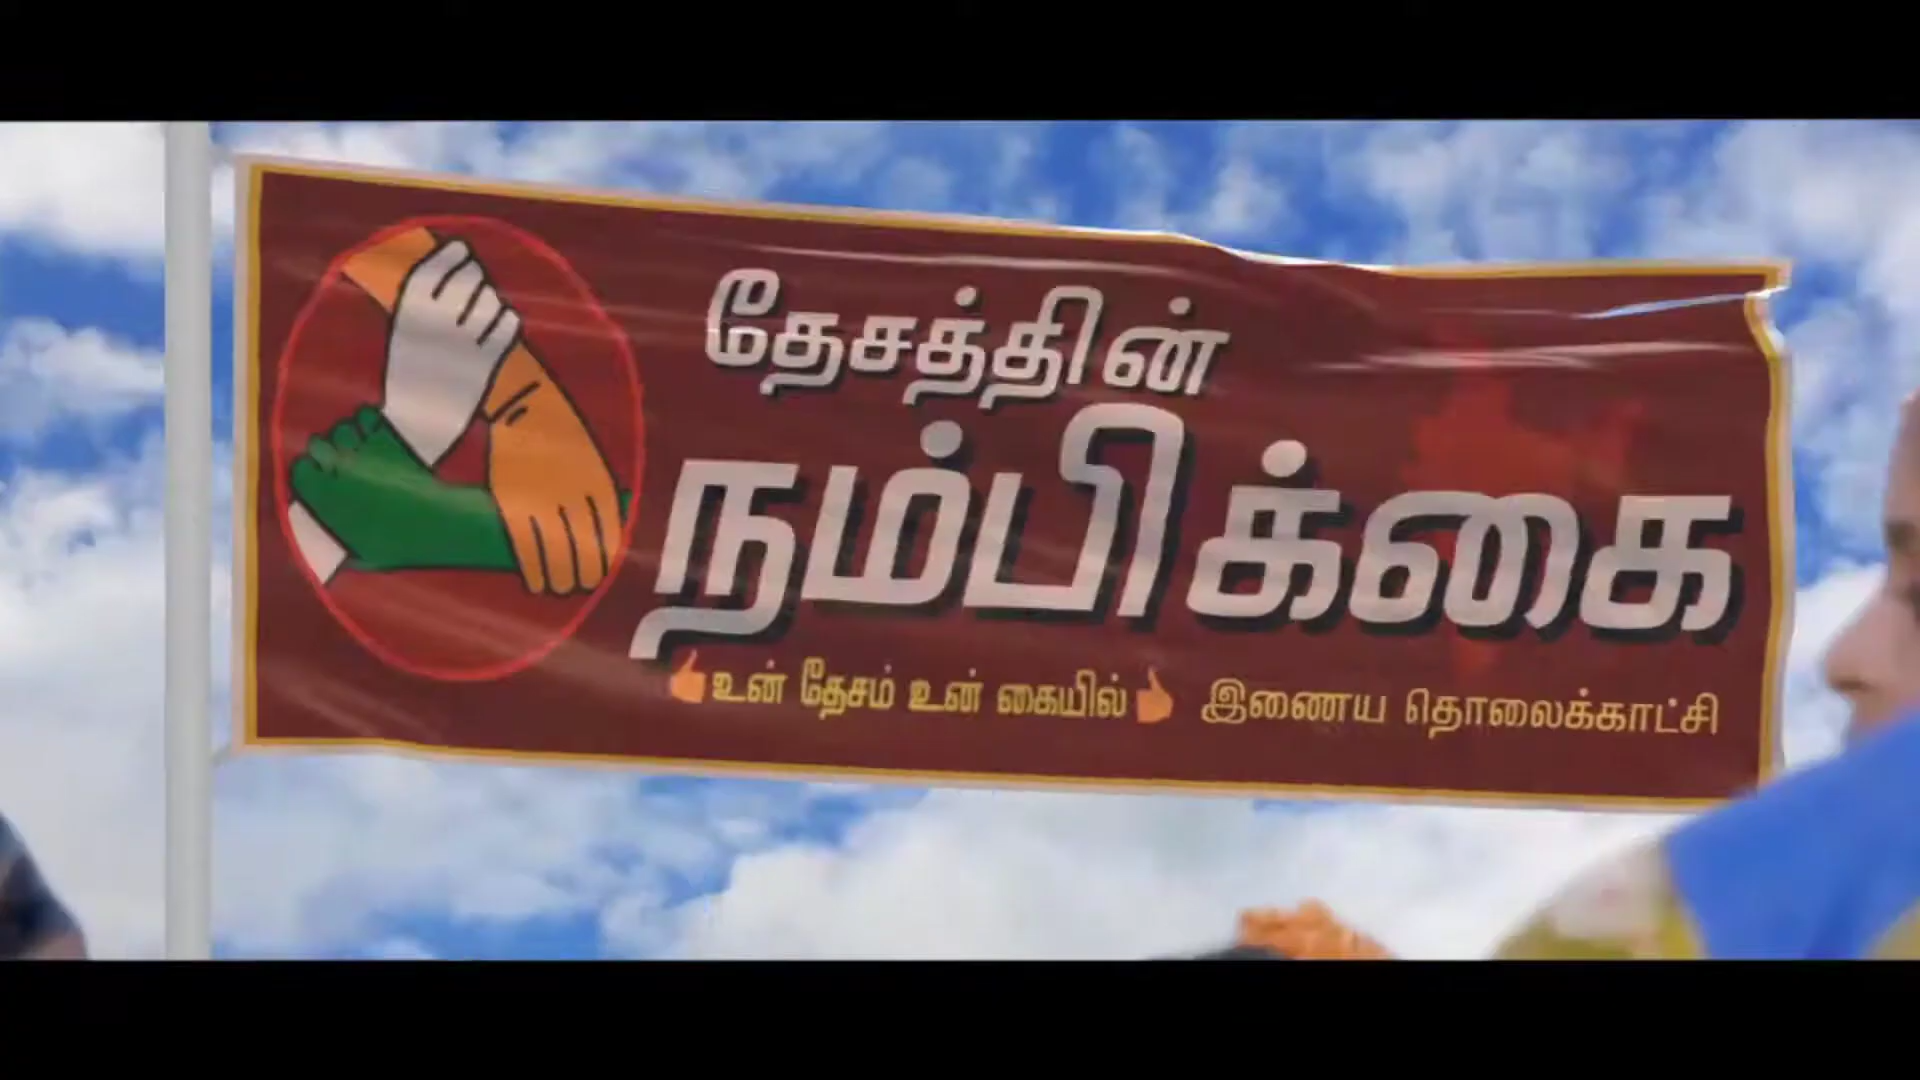 தேசத்தின்
நம்பிக்கை
உன் தேசம் உன் கையில் இணைய தொலைக்காட்சி